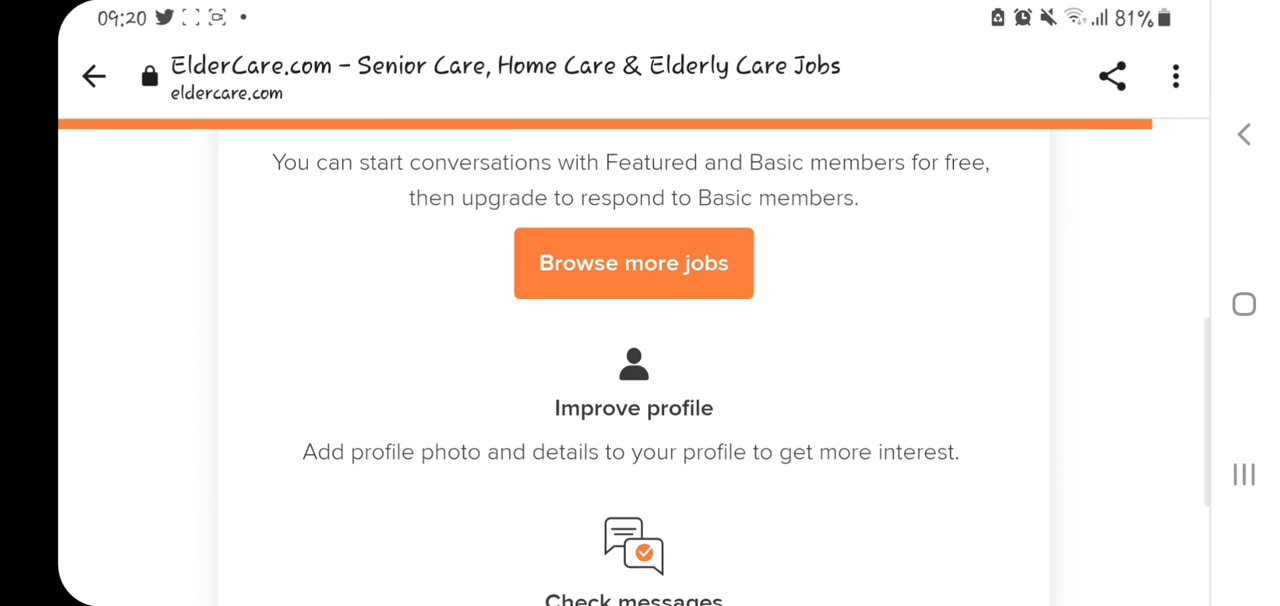 09:20
81%
ElderCare.com – Senior Care, Home Care & Elderly Care Jobs
eldercare.com
You can start conversations with Featured and Basic members for free,
then upgrade to respond to Basic members.
Browse more jobs
Improve profile
Add profile photo and details to your profile to get more interest.
Check messages